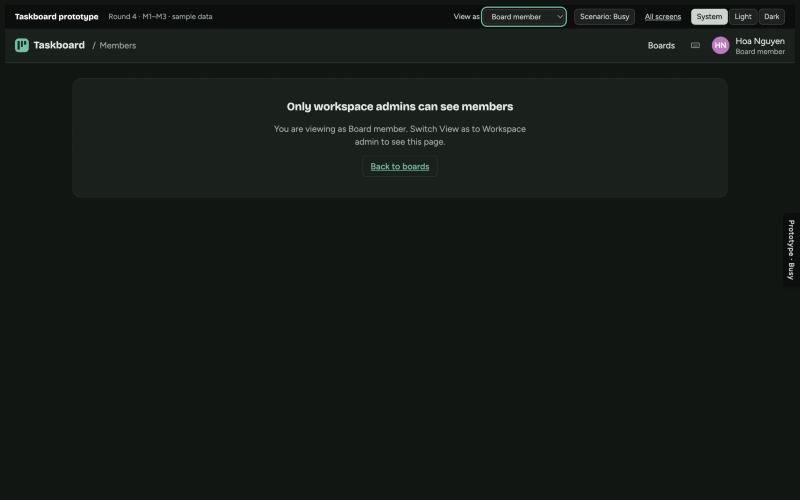 Taskboard prototype Round 4 · M1–M3 · sample data View as Board member Scenario: Busy All screens System Light Dark
Taskboard / Members Boards HN Hoa Nguyen
Board member
Only workspace admins can see members
You are viewing as Board member. Switch View as to Workspace
admin to see this page.
Back to boards
Prototype · Busy